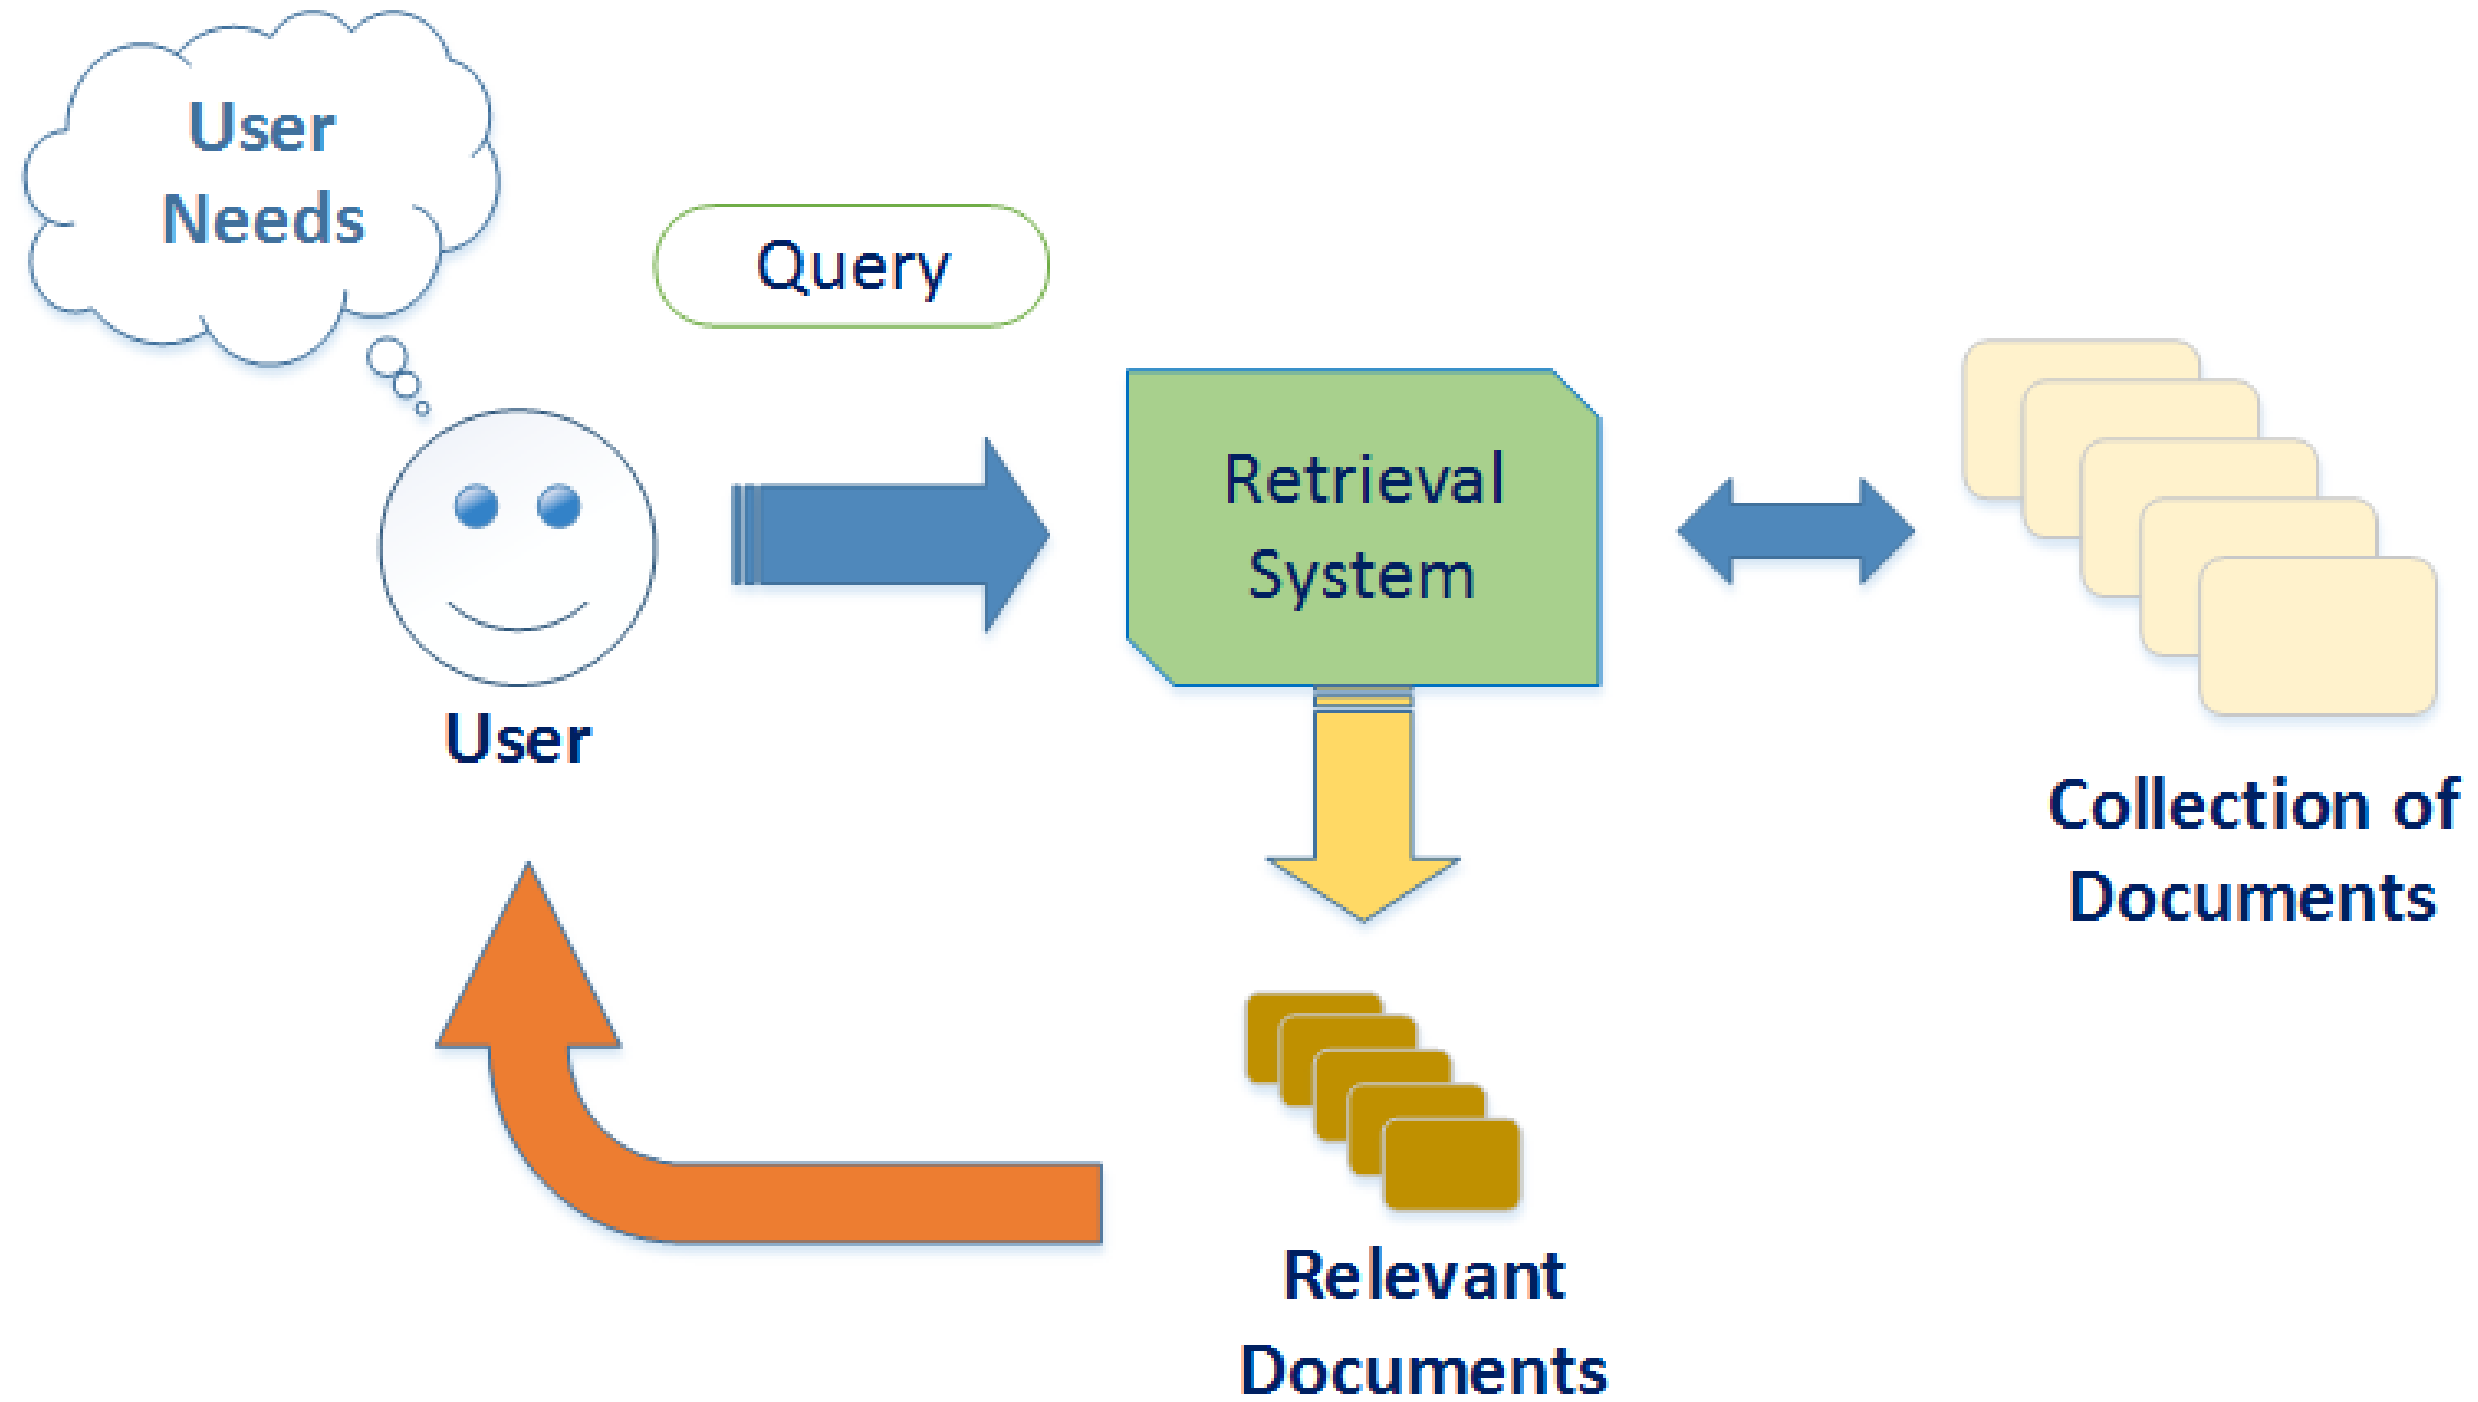 User
Needs
Query
Retrieval
System
User
Collection of
Documents
Relevant
Documents